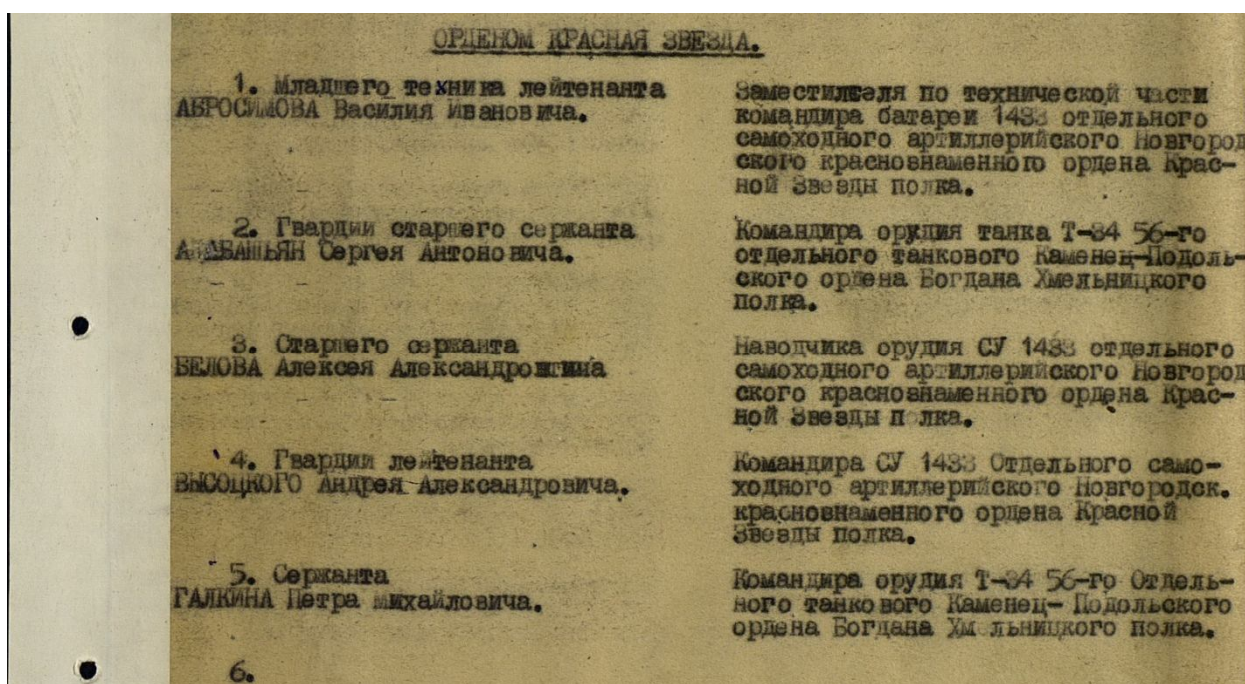 ОРДЕНОМ КРАСНАЯ ЗВЕЗДА.
1. Младшего техника лейтенанта
АБРОСИМОВА Василия Ивановича.
Заместителя по технической части
командира батареи 1433 отдельного
самоходного артиллерийского Новгород
ского краснознаменного ордена Крас-
ной Звезды полка.
2. Гвардии старшего сержанта
Сергея Антоновича.
Командира орудия танка Т-34 56-го
отдельного танкового Каменец-Подоль-
ского ордена Богдана Хмельницкого
полка.
3. Старшего сержанта
БЕЛОВА Алексея
Наводчика орудия СУ 1433 отдельного
самоходного артиллерийского Новгород
ского краснознаменного ордена Крас-
ной Звезды полка.
4. Гвардии лейтенанта
ВЫСОЦКОГО Андрея Александровича.
Командира СУ 1433 Отдельного само-
ходного артиллерийского Новгородск.
краснознаменного ордена Красной
Звезды полка.
5. Сержанта
ГАЛКИНА Петра Михайловича.
Командира орудия Т-34 56-го Отдель-
ного танкового Каменец- Подольского
ордена Богдана Хмельницкого полка.
6.